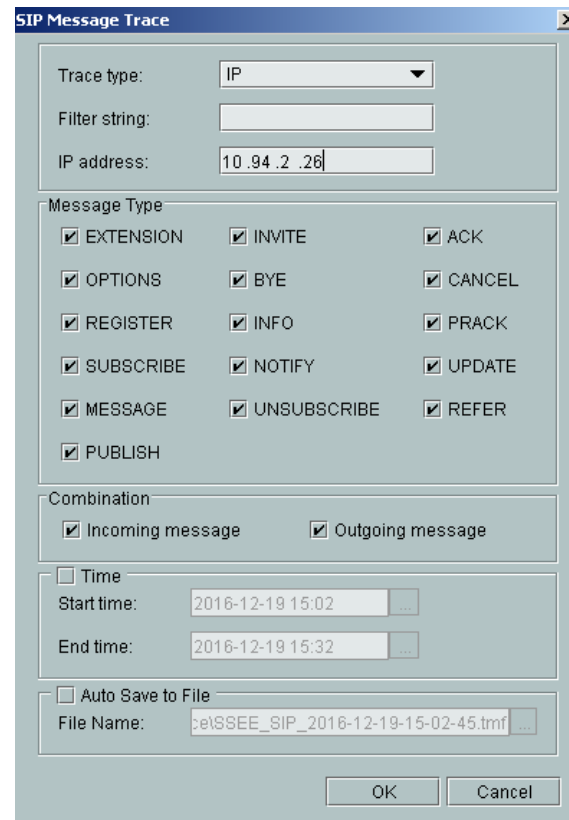 SIP Message Trace
Trace type: IP
Filter string:
IP address: 10 .94 .2 .26
Message Type
EXTENSION INVITE ACK
OPTIONS BYE CANCEL
REGISTER INFO PRACK
SUBSCRIBE NOTIFY UPDATE
MESSAGE UNSUBSCRIBE REFER
PUBLISH
Combination
Incoming message Outgoing message
Time
Start time: 2016-12-19 15:02 ...
End time: 2016-12-19 15:32 ...
Auto Save to File
File Name: ce\SSEE_SIP_2016-12-19-15-02-45.tmf ...
OK Cancel